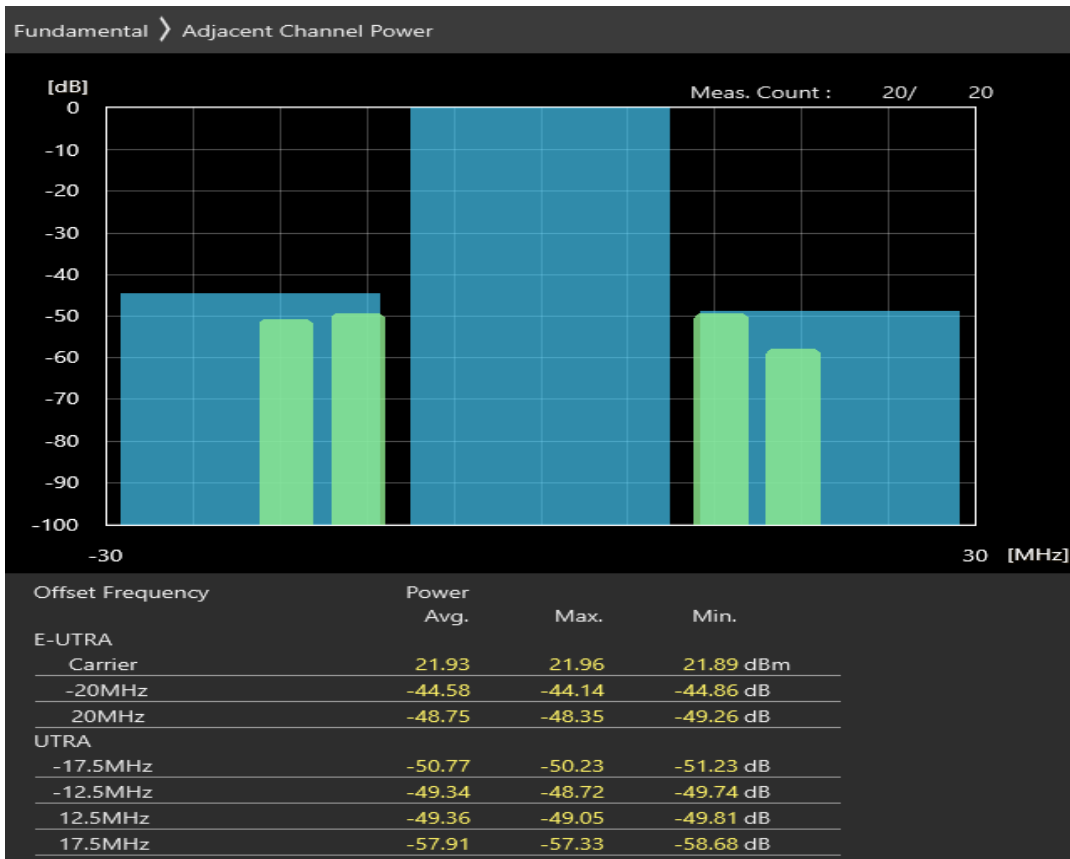 Fundamental 〉 Adjacent Channel Power
[dB]
Meas. Count : 20/ 20
0
-10
-20
-30
-40
-50
-60
-70
-80
-90
-100
-30 30 [MHz]
Offset Frequency Power
Avg. Max. Min.
E-UTRA
Carrier 21.93 21.96 21.89 dBm
-20MHz -44.58 -44.14 -44.86 dB
20MHz -48.75 -48.35 -49.26 dB
UTRA
-17.5MHz -50.77 -50.23 -51.23 dB
-12.5MHz -49.34 -48.72 -49.74 dB
12.5MHz -49.36 -49.05 -49.81 dB
17.5MHz -57.91 -57.33 -58.68 dB